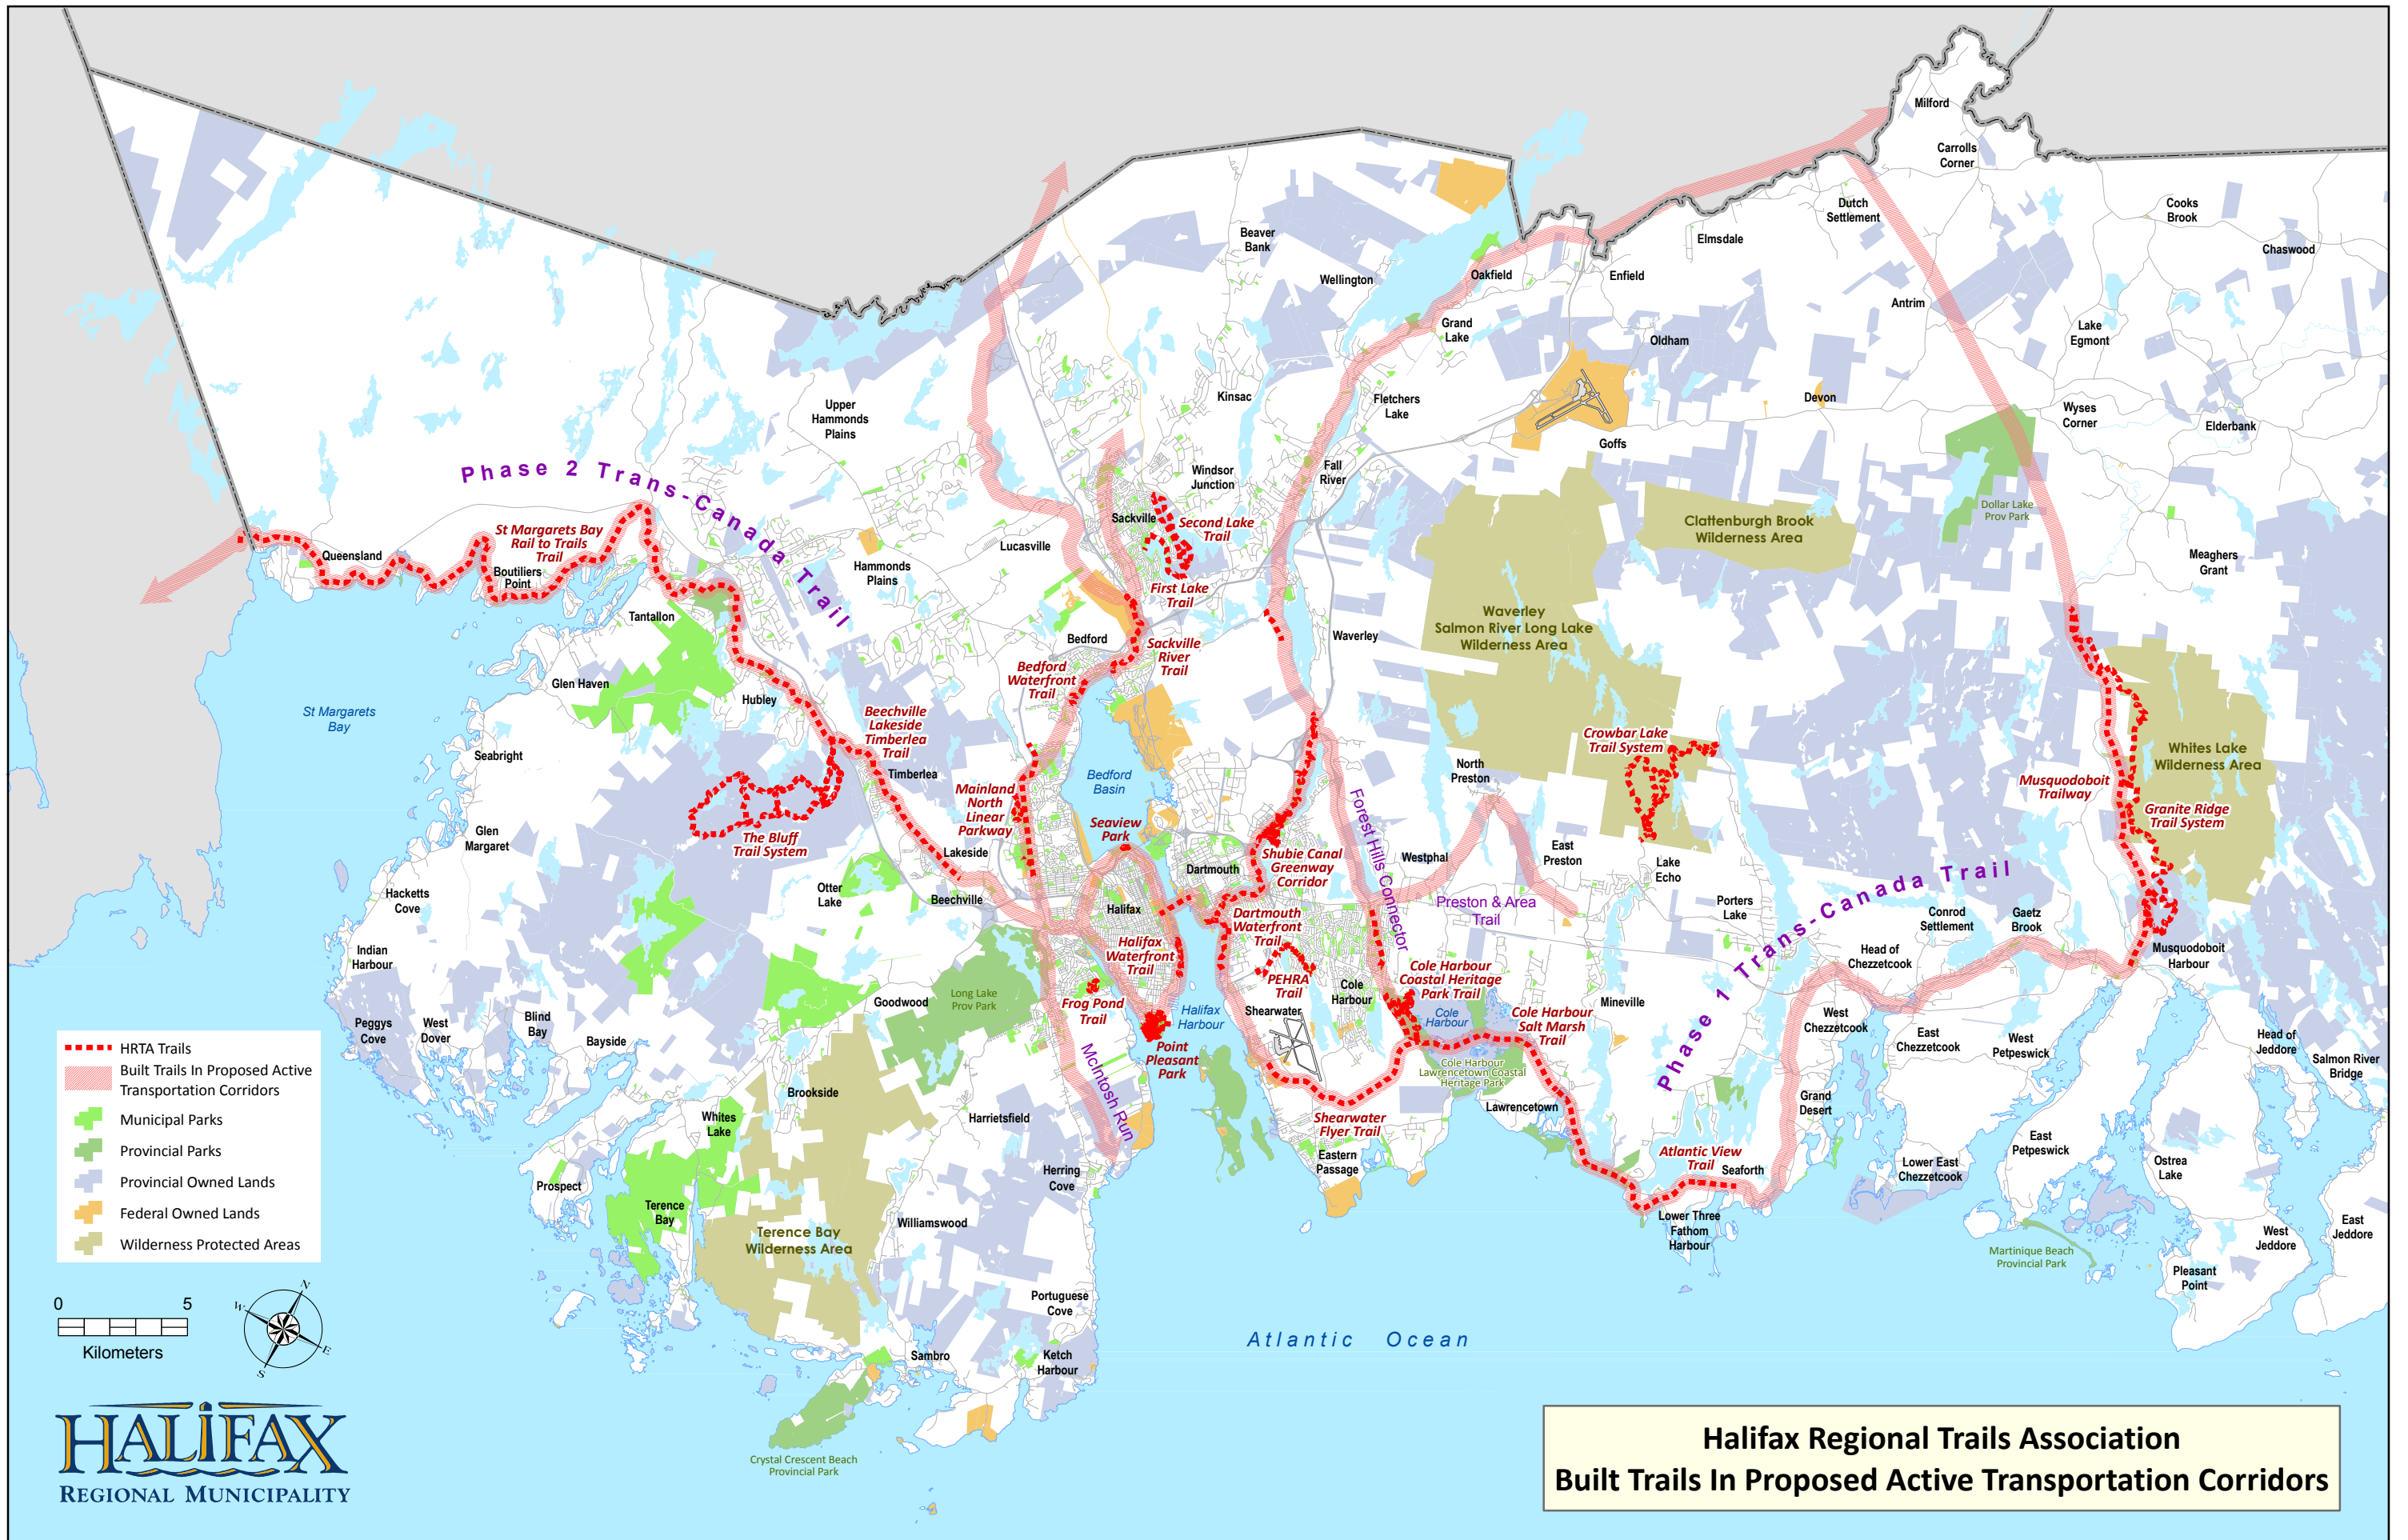 Milford
Carrolls
Corner
Dutch
Settlement
Cooks
Brook
Beaver
Bank
Elmsdale
Chaswood
Wellington
Oakfield
Enfield
Antrim
Grand
Lake
Oldham
Lake
Egmont
Upper
Hammonds
Plains
Kinsac
Fletchers
Lake
Devon
Wyses
Corner
Elderbank
Goffs
Phase 2 Trans-Canada Trail
Windsor
Junction
Fall
River
Dollar Lake
Prov Park
St Margarets Bay
Rail to Trails
Trail
Sackville
Second Lake
Trail
Clattenburgh Brook
Wilderness Area
Queensland
Boutiliers
Point
Lucasville
Hammonds
Plains
Meaghers
Grant
First Lake
Trail
Tantallon
Bedford
Waverley
Waverley
Salmon River Long Lake
Wilderness Area
Sackville
River
Trail
Bedford
Waterfront
Trail
Glen Haven
Hubley
St Margarets
Bay
Beechville
Lakeside
Timberlea
Trail
Crowbar Lake
Trail System
Whites Lake
Wilderness Area
Seabright
Timberlea
Bedford
Basin
North
Preston
Musquodoboit
Trailway
Mainland
North
Linear
Parkway
Granite Ridge
Trail System
Seaview
Park
Forest Hills Connector
The Bluff
Trail System
Glen
Margaret
Lakeside
Dartmouth
Shubie Canal
Greenway
Corridor
Westphal
East
Preston
Lake
Echo
Phase 1 Trans-Canada Trail
Hacketts
Cove
Otter
Lake
Beechville
Halifax
Preston & Area
Trail
Porters
Lake
Conrod
Settlement
Gaetz
Brook
Dartmouth
Waterfront
Trail
Indian
Harbour
Halifax
Waterfront
Trail
Head of
Chezzetcook
Musquodoboit
Harbour
PEHRA
Trail
Cole
Harbour
Cole Harbour
Coastal Heritage
Park Trail
Long Lake
Prov Park
Goodwood
Frog Pond
Trail
Halifax
Harbour
Shearwater
Cole
Harbour
Cole Harbour
Salt Marsh
Trail
Mineville
Peggys
Cove
West
Dover
Blind
Bay
Bayside
West
Chezzetcook
East
Chezzetcook
West
Petpeswick
Head of
Jeddore
Salmon River
Bridge
Point
Pleasant
Park
McIntosh Run
Cole Harbour
Lawrencetown Coastal
Heritage Park
Brookside
Whites
Lake
Harrietsfield
Shearwater
Flyer Trail
Lawrencetown
Grand
Desert
HRTA Trails
Built Trails In Proposed Active
Transportation Corridors
Municipal Parks
Provincial Parks
Provincial Owned Lands
Federal Owned Lands
Wilderness Protected Areas
Eastern
Passage
Atlantic View
Trail
Seaforth
East
Petpeswick
Ostrea
Lake
Lower East
Chezzetcook
Prospect
Herring
Cove
Terence
Bay
Williamswood
Terence Bay
Wilderness Area
Lower Three
Fathom
Harbour
West
Jeddore
East
Jeddore
Martinique Beach
Provincial Park
Pleasant
Point
Portuguese
Cove
Sambro
Ketch
Harbour
Atlantic Ocean
0 5
Kilometers
N
W
E
S
Crystal Crescent Beach
Provincial Park
HALIFAX
REGIONAL MUNICIPALITY
Halifax Regional Trails Association
Built Trails In Proposed Active Transportation Corridors